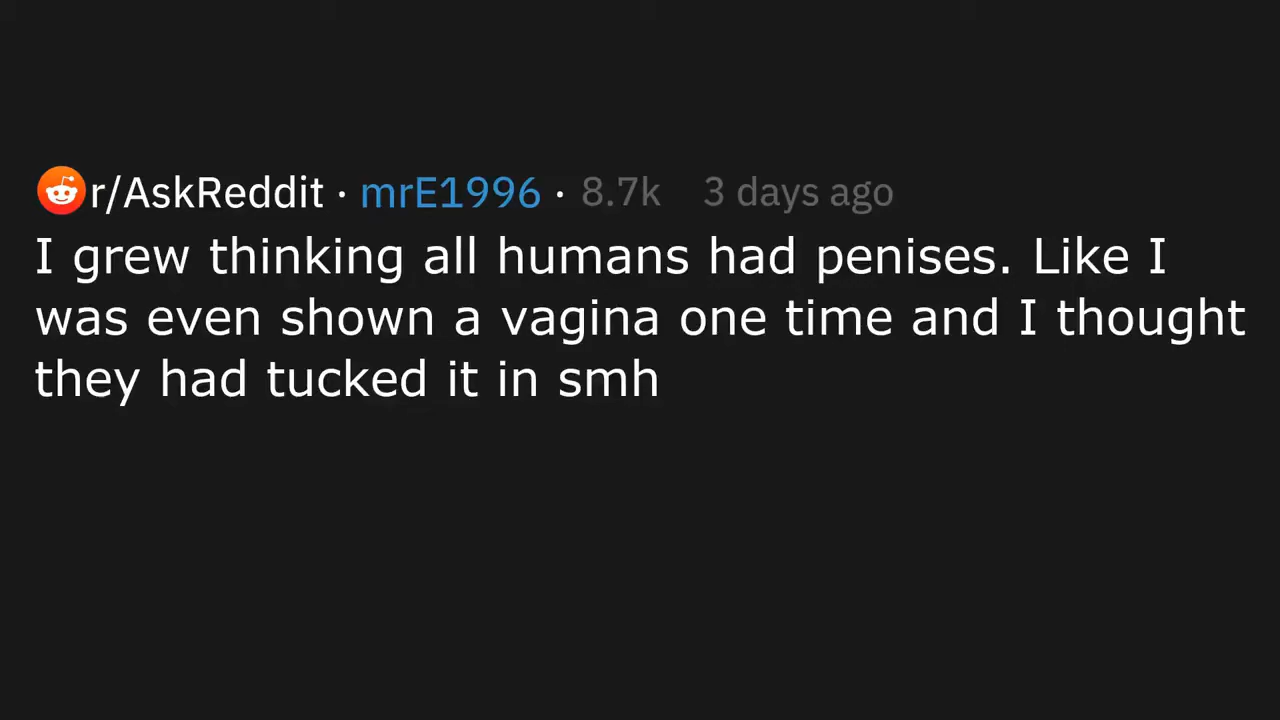 r/AskReddit · mrE1996 · 8.7k 3 days ago
I grew thinking all humans had penises. Like I
was even shown a vagina one time and I thought
they had tucked it in smh